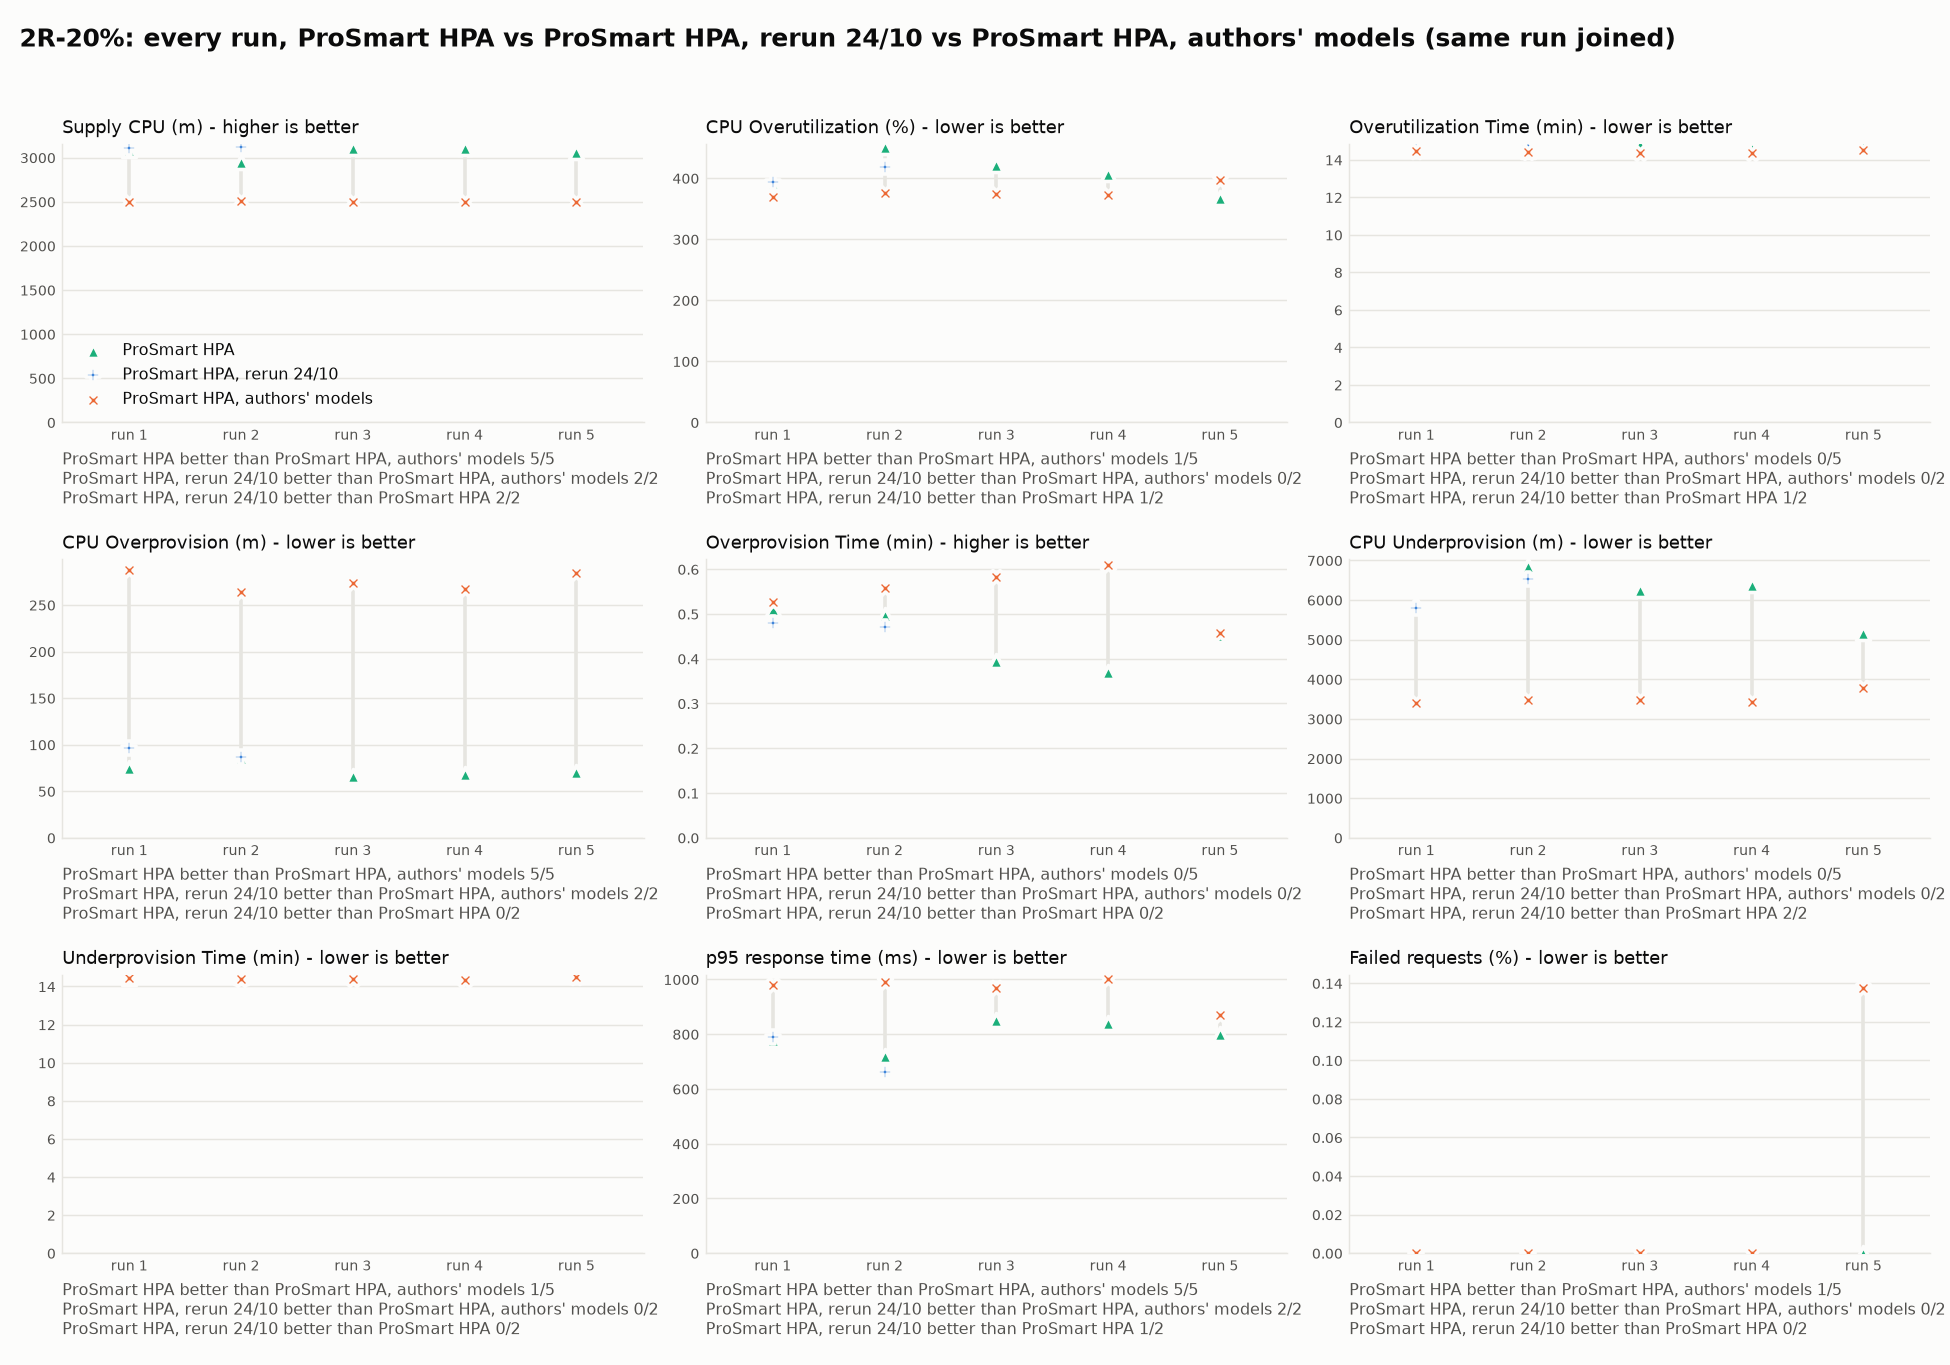 2R-20%: every run, ProSmart HPA vs ProSmart HPA, rerun 24/10 vs ProSmart HPA, authors' models (same run joined)
Supply CPU (m) - higher is better
3000
2500
2000
1500
1000
500
0
ProSmart HPA
ProSmart HPA, rerun 24/10
ProSmart HPA, authors' models
run 1 run 2 run 3 run 4 run 5
ProSmart HPA better than ProSmart HPA, authors' models 5/5
ProSmart HPA, rerun 24/10 better than ProSmart HPA, authors' models 2/2
ProSmart HPA, rerun 24/10 better than ProSmart HPA 2/2
CPU Overutilization (%) - lower is better
400
300
200
100
0
run 1 run 2 run 3 run 4 run 5
ProSmart HPA better than ProSmart HPA, authors' models 1/5
ProSmart HPA, rerun 24/10 better than ProSmart HPA, authors' models 0/2
ProSmart HPA, rerun 24/10 better than ProSmart HPA 1/2
Overutilization Time (min) - lower is better
14
12
10
8
6
4
2
0
run 1 run 2 run 3 run 4 run 5
ProSmart HPA better than ProSmart HPA, authors' models 0/5
ProSmart HPA, rerun 24/10 better than ProSmart HPA, authors' models 0/2
ProSmart HPA, rerun 24/10 better than ProSmart HPA 1/2
CPU Overprovision (m) - lower is better
250
200
150
100
50
0
run 1 run 2 run 3 run 4 run 5
ProSmart HPA better than ProSmart HPA, authors' models 5/5
ProSmart HPA, rerun 24/10 better than ProSmart HPA, authors' models 2/2
ProSmart HPA, rerun 24/10 better than ProSmart HPA 0/2
Overprovision Time (min) - higher is better
0.6
0.5
0.4
0.3
0.2
0.1
0.0
run 1 run 2 run 3 run 4 run 5
ProSmart HPA better than ProSmart HPA, authors' models 0/5
ProSmart HPA, rerun 24/10 better than ProSmart HPA, authors' models 0/2
ProSmart HPA, rerun 24/10 better than ProSmart HPA 0/2
CPU Underprovision (m) - lower is better
7000
6000
5000
4000
3000
2000
1000
0
run 1 run 2 run 3 run 4 run 5
ProSmart HPA better than ProSmart HPA, authors' models 0/5
ProSmart HPA, rerun 24/10 better than ProSmart HPA, authors' models 0/2
ProSmart HPA, rerun 24/10 better than ProSmart HPA 2/2
Underprovision Time (min) - lower is better
14
12
10
8
6
4
2
0
run 1 run 2 run 3 run 4 run 5
ProSmart HPA better than ProSmart HPA, authors' models 1/5
ProSmart HPA, rerun 24/10 better than ProSmart HPA, authors' models 0/2
ProSmart HPA, rerun 24/10 better than ProSmart HPA 0/2
p95 response time (ms) - lower is better
1000
800
600
400
200
0
run 1 run 2 run 3 run 4 run 5
ProSmart HPA better than ProSmart HPA, authors' models 5/5
ProSmart HPA, rerun 24/10 better than ProSmart HPA, authors' models 2/2
ProSmart HPA, rerun 24/10 better than ProSmart HPA 1/2
Failed requests (%) - lower is better
0.14
0.12
0.10
0.08
0.06
0.04
0.02
0.00
run 1 run 2 run 3 run 4 run 5
ProSmart HPA better than ProSmart HPA, authors' models 1/5
ProSmart HPA, rerun 24/10 better than ProSmart HPA, authors' models 0/2
ProSmart HPA, rerun 24/10 better than ProSmart HPA 0/2